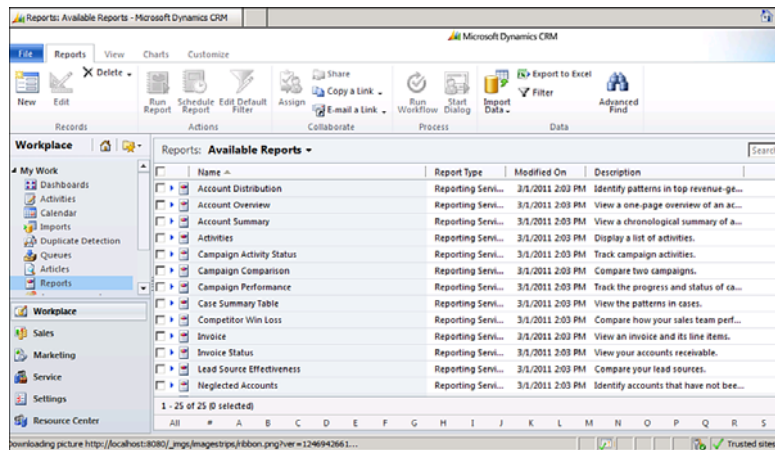 Reports: Available Reports - Microsoft Dynamics CRM
Microsoft Dynamics CRM
File Reports View Charts Customize
New Edit Delete
Run Report Schedule Report Edit Default Filter
Assign Share Copy a Link E-mail a Link
Run Workflow Start Dialog
Import Data Export to Excel Filter Advanced Find
Records Actions Collaborate Process Data
Workplace
My Work
Dashboards
Activities
Calendar
Imports
Duplicate Detection
Queues
Articles
Reports
Workplace
Sales
Marketing
Service
Settings
Resource Center
Reports: Available Reports
Search
Name Report Type Modified On Description
Account Distribution Reporting Servi... 3/1/2011 2:03 PM Identify patterns in top revenue-ge...
Account Overview Reporting Servi... 3/1/2011 2:03 PM View a one-page overview of an ac...
Account Summary Reporting Servi... 3/1/2011 2:03 PM View a chronological summary of a...
Activities Reporting Servi... 3/1/2011 2:03 PM Display a list of activities.
Campaign Activity Status Reporting Servi... 3/1/2011 2:03 PM Track campaign activities.
Campaign Comparison Reporting Servi... 3/1/2011 2:03 PM Compare two campaigns.
Campaign Performance Reporting Servi... 3/1/2011 2:03 PM Track the progress and status of ca...
Case Summary Table Reporting Servi... 3/1/2011 2:03 PM View the patterns in cases.
Competitor Win Loss Reporting Servi... 3/1/2011 2:03 PM Compare how your sales team perf...
Invoice Reporting Servi... 3/1/2011 2:03 PM View an invoice and its line items.
Invoice Status Reporting Servi... 3/1/2011 2:03 PM View your accounts receivable.
Lead Source Effectiveness Reporting Servi... 3/1/2011 2:03 PM Compare your lead sources.
Neglected Accounts Reporting Servi... 3/1/2011 2:03 PM Identify accounts that have not bee...
1 - 25 of 25 (0 selected)
All # A B C D E F G H I J K L M N O P Q R S
Downloading picture http://localhost:8080/_imgs/imagestrips/ribbon.png?ver=1246942661...
Trusted sites